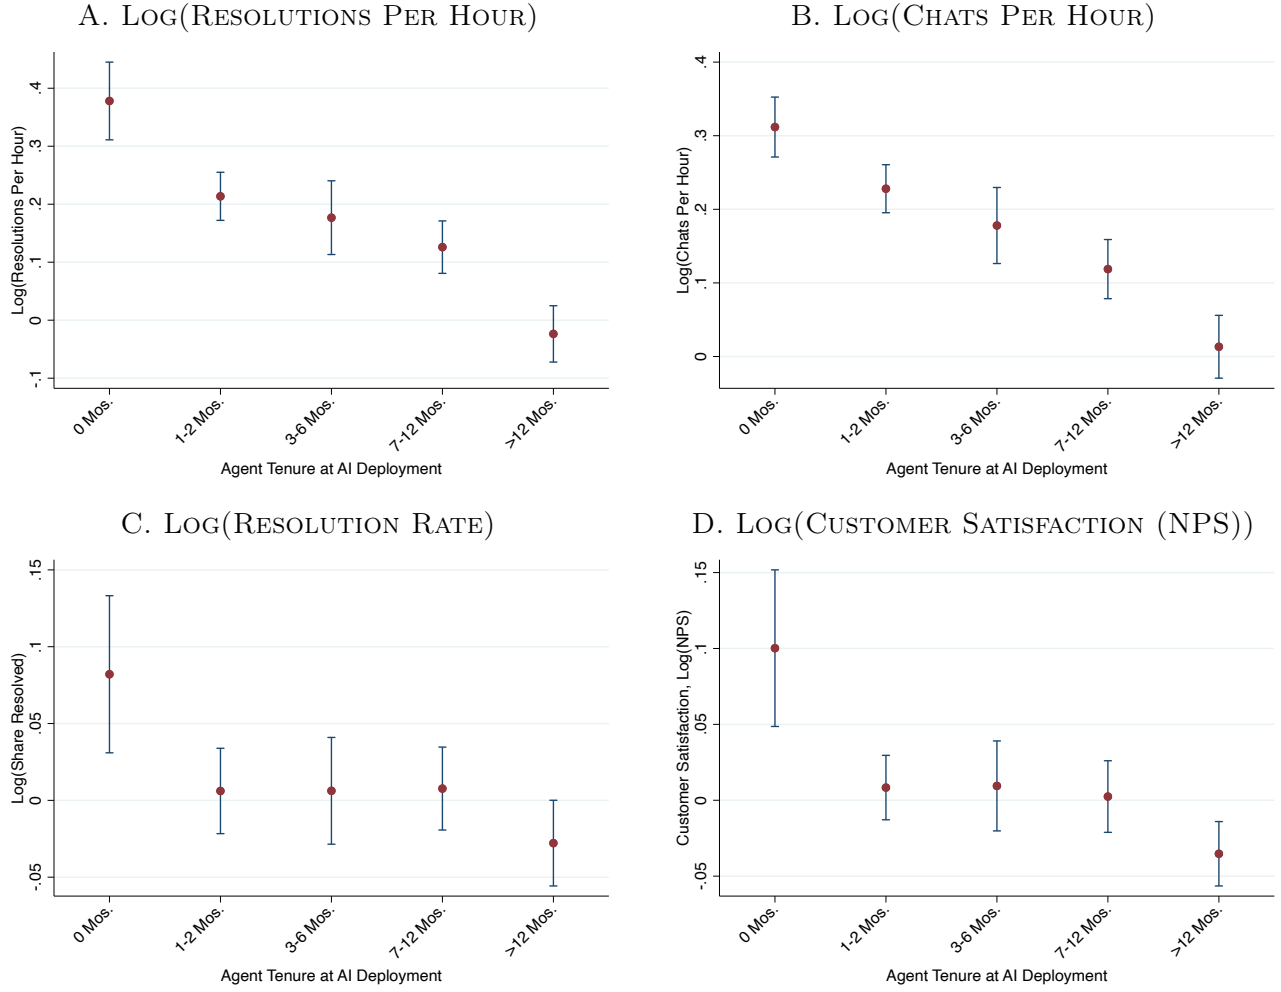 A. Log(Resolutions Per Hour)
Log(Resolutions Per Hour)
.4
.3
.2
.1
0
-.1
0 Mos.
1-2 Mos.
3-6 Mos.
7-12 Mos.
>12 Mos.
Agent Tenure at AI Deployment
B. Log(Chats Per Hour)
Log(Chats Per Hour)
.4
.3
.2
.1
0
0 Mos.
1-2 Mos.
3-6 Mos.
7-12 Mos.
>12 Mos.
Agent Tenure at AI Deployment
C. Log(Resolution Rate)
Log(Share Resolved)
.15
.1
.05
0
-.05
0 Mos.
1-2 Mos.
3-6 Mos.
7-12 Mos.
>12 Mos.
Agent Tenure at AI Deployment
D. Log(Customer Satisfaction (NPS))
Customer Satisfaction, Log(NPS)
.15
.1
.05
0
-.05
0 Mos.
1-2 Mos.
3-6 Mos.
7-12 Mos.
>12 Mos.
Agent Tenure at AI Deployment